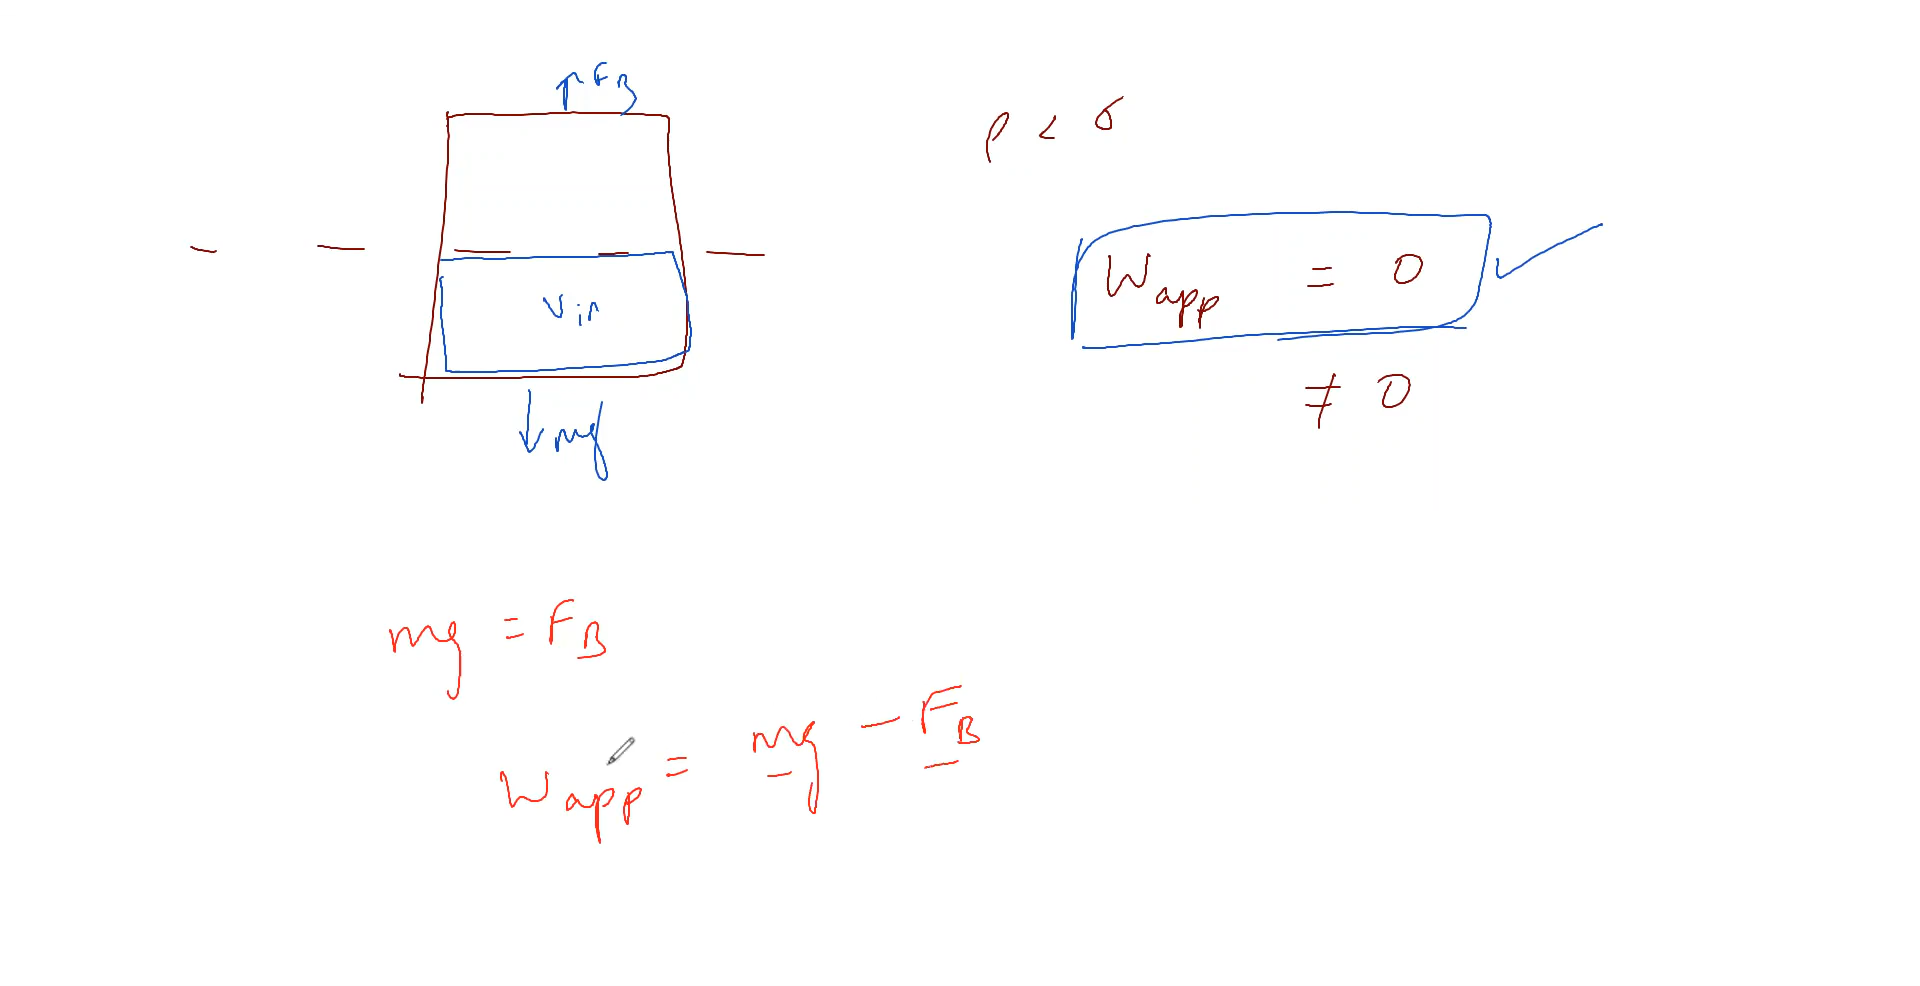 F_B
ρ < σ
V_in
W_app = 0
≠ 0
mg
mg = F_B
W_app = mg - F_B